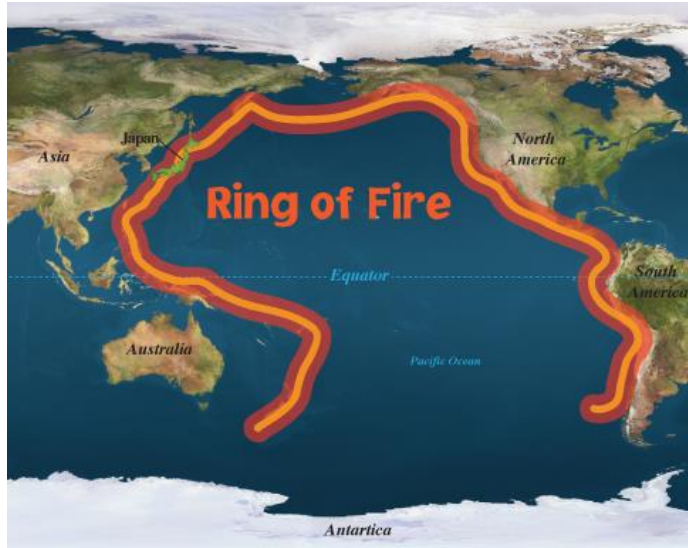 Japan
Asia
North
America
Ring of Fire
Equator
South
America
Australia
Pacific Ocean
Antartica